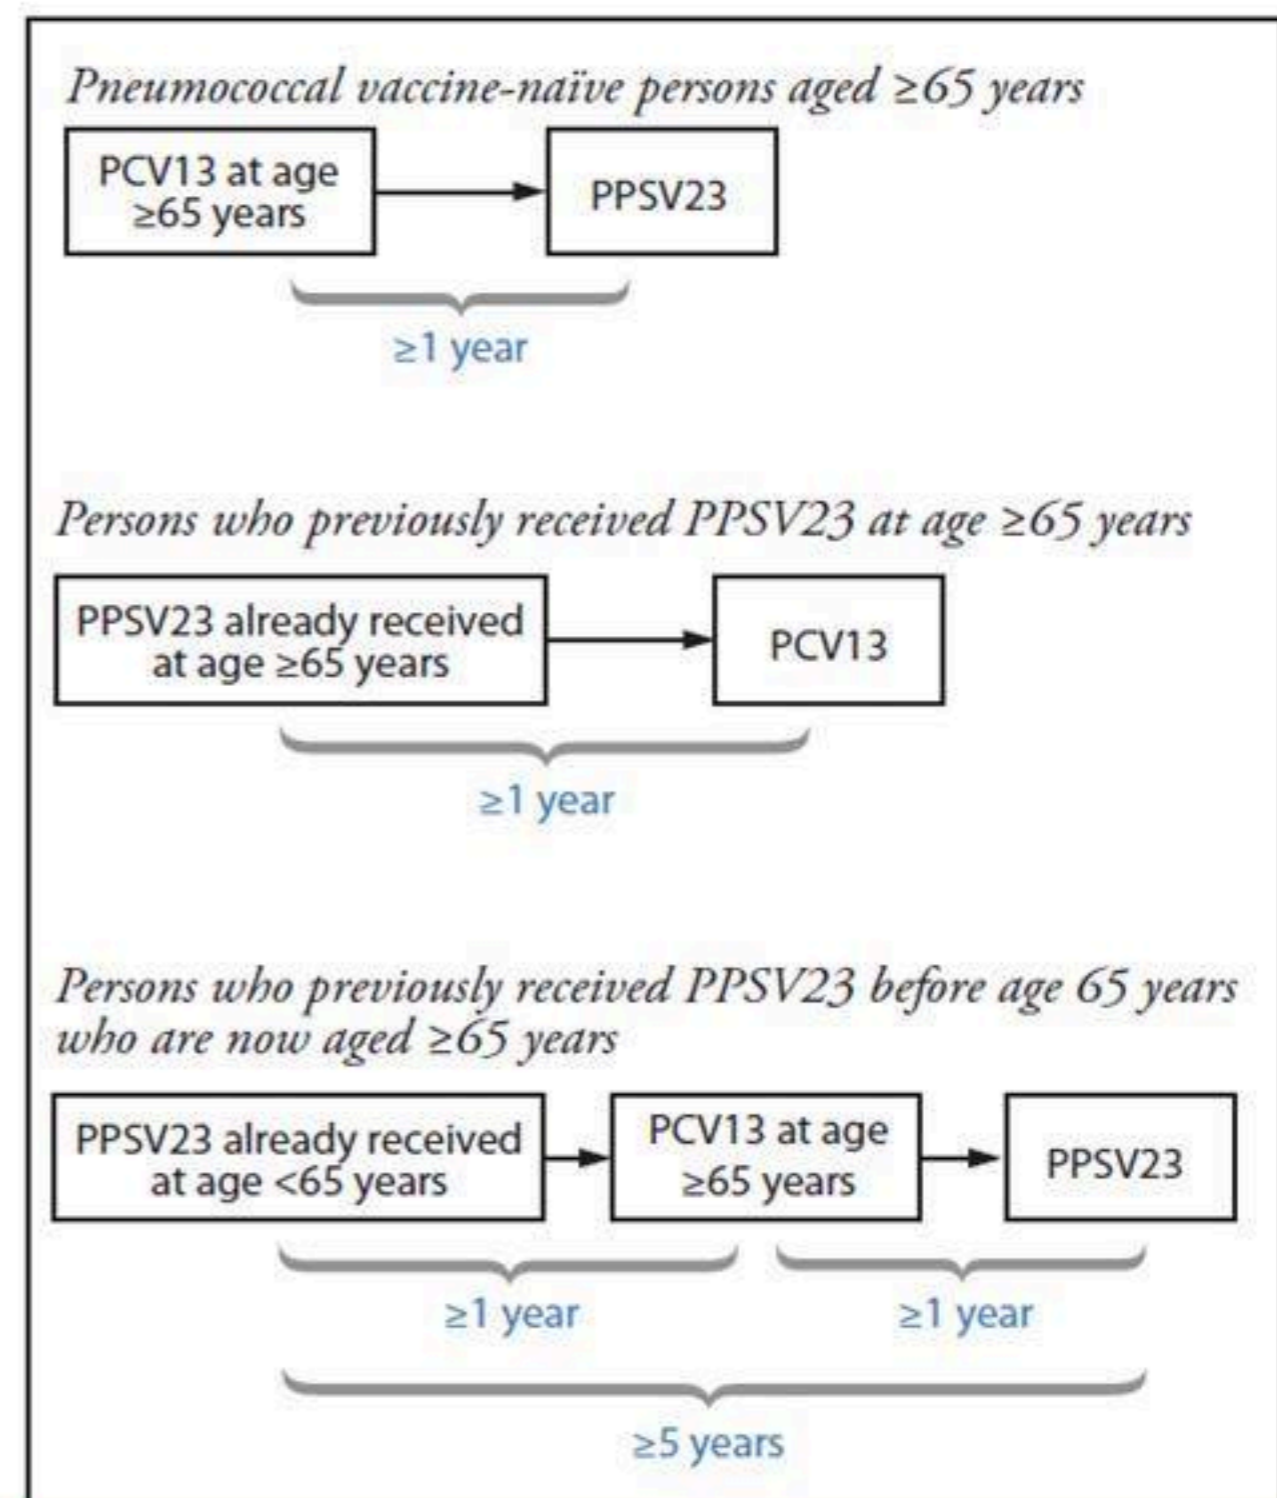 Pneumococcal vaccine-naïve persons aged ≥65 years
PCV13 at age
≥65 years
PPSV23
≥1 year
Persons who previously received PPSV23 at age ≥65 years
PPSV23 already received
at age ≥65 years
PCV13
≥1 year
Persons who previously received PPSV23 before age 65 years
who are now aged ≥65 years
PPSV23 already received
at age <65 years
PCV13 at age
≥65 years
PPSV23
≥1 year
≥1 year
≥5 years